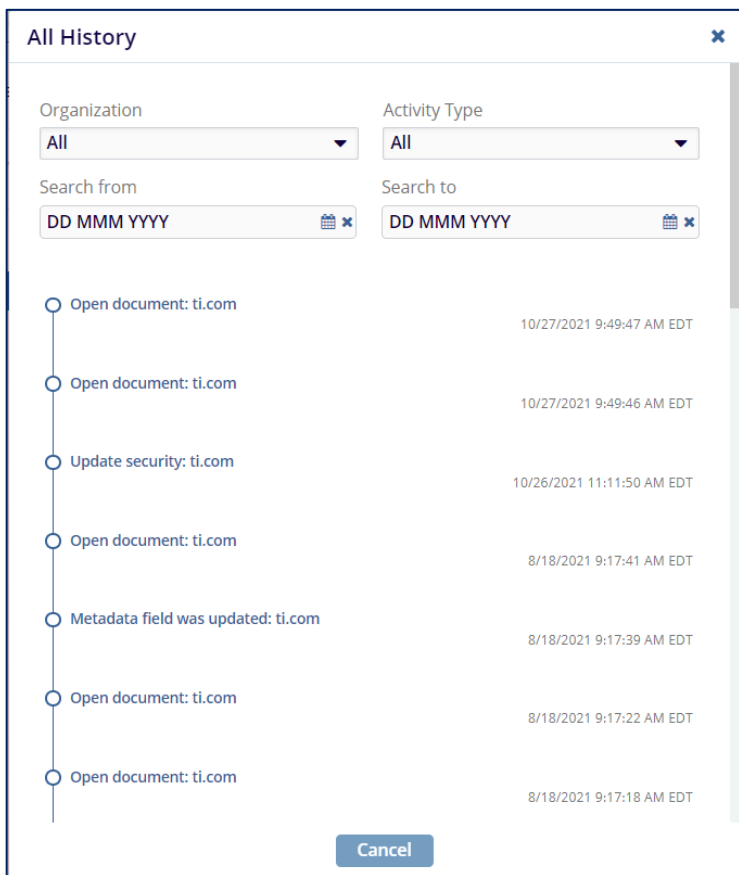 All History
Organization
Activity Type
All
All
Search from
Search to
DD MMM YYYY
DD MMM YYYY
Open document: ti.com
10/27/2021 9:49:47 AM EDT
Open document: ti.com
10/27/2021 9:49:46 AM EDT
Update security: ti.com
10/26/2021 11:11:50 AM EDT
Open document: ti.com
8/18/2021 9:17:41 AM EDT
Metadata field was updated: ti.com
8/18/2021 9:17:39 AM EDT
Open document: ti.com
8/18/2021 9:17:22 AM EDT
Open document: ti.com
8/18/2021 9:17:18 AM EDT
Cancel